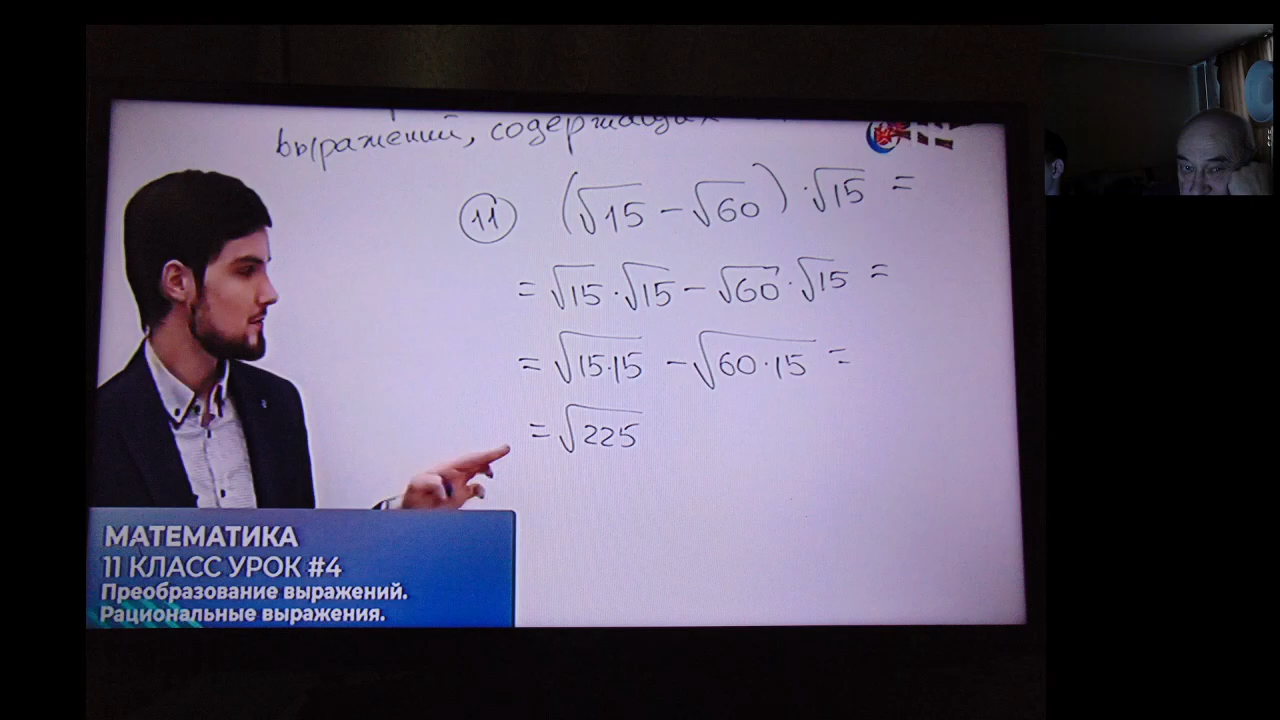 выражений, содержащих
11 (√15 - √60) · √15 =
= √15 · √15 - √60 · √15 =
= √15·15 - √60·15 =
= √225
МАТЕМАТИКА
11 КЛАСС УРОК #4
Преобразование выражений.
Рациональные выражения.